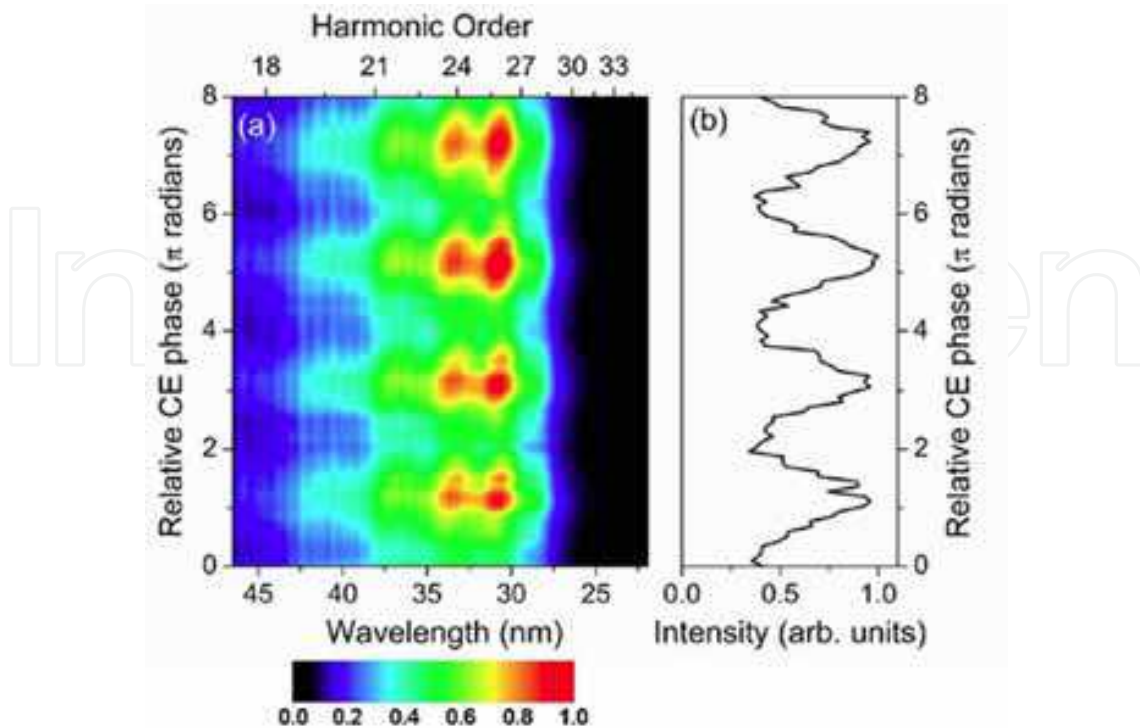 Harmonic Order
18 21 24 27 30 33
(a)
8
6
4
2
0
Relative CE phase (π radians)
45 40 35 30 25
Wavelength (nm)
0.0 0.2 0.4 0.6 0.8 1.0
(b)
8
6
4
2
0
Relative CE phase (π radians)
0.0 0.5 1.0
Intensity (arb. units)